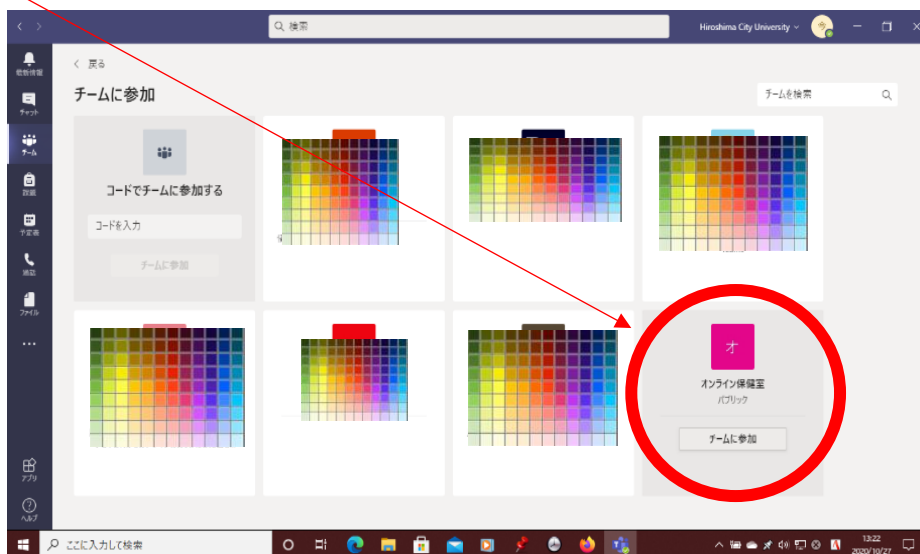 検索
Hiroshima City University
最新情報
チャット
チーム
課題
予定表
通話
ファイル
アプリ
ヘルプ
戻る
チームに参加
チームを検索
コードでチームに参加する
コードを入力
チームに参加
オ
オンライン保健室
パブリック
チームに参加
ここに入力して検索
A
13:22
2020/10/27